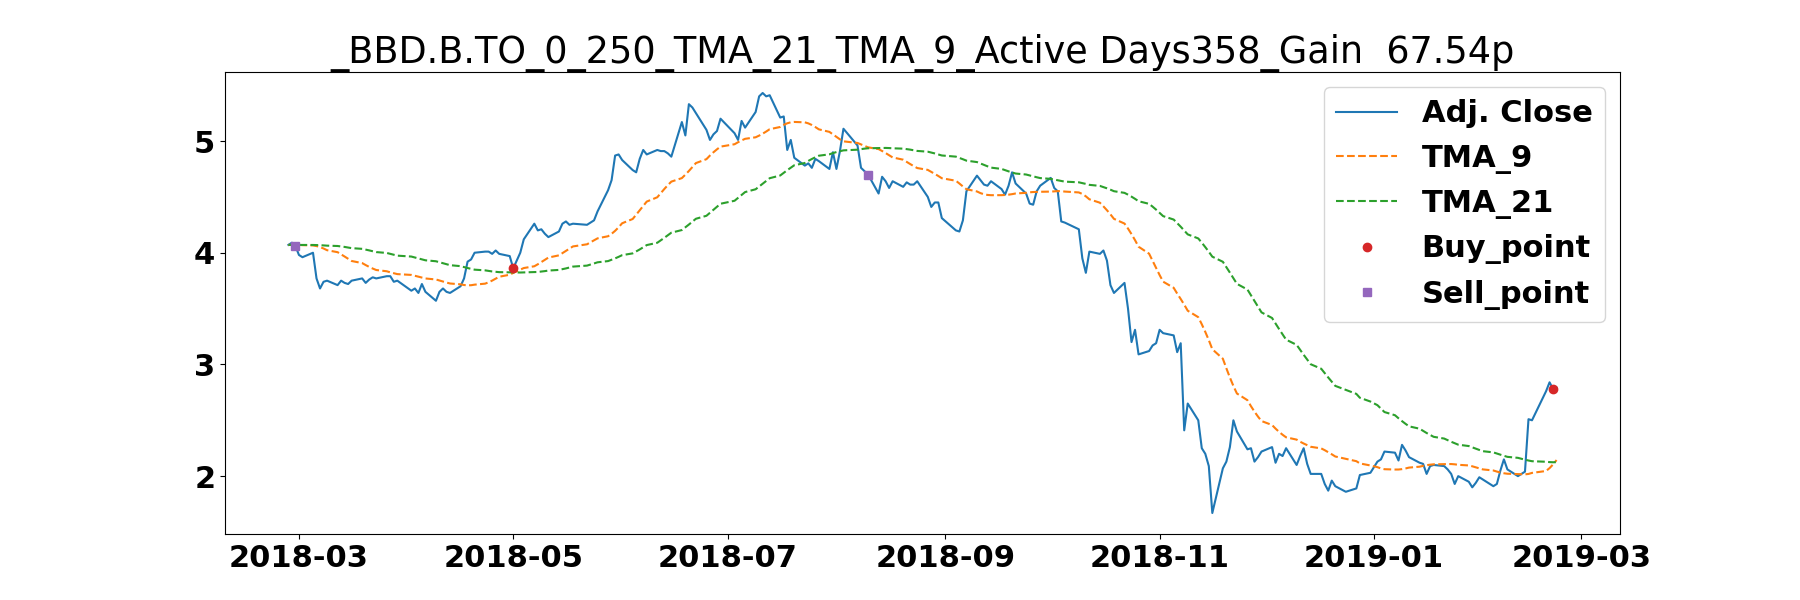 _BBD.B.TO_0_250_TMA_21_TMA_9_Active Days358_Gain  67.54p
Adj. Close
TMA_9
TMA_21
Buy_point
Sell_point
5
4
3
2
2018-03 2018-05 2018-07 2018-09 2018-11 2019-01 2019-03